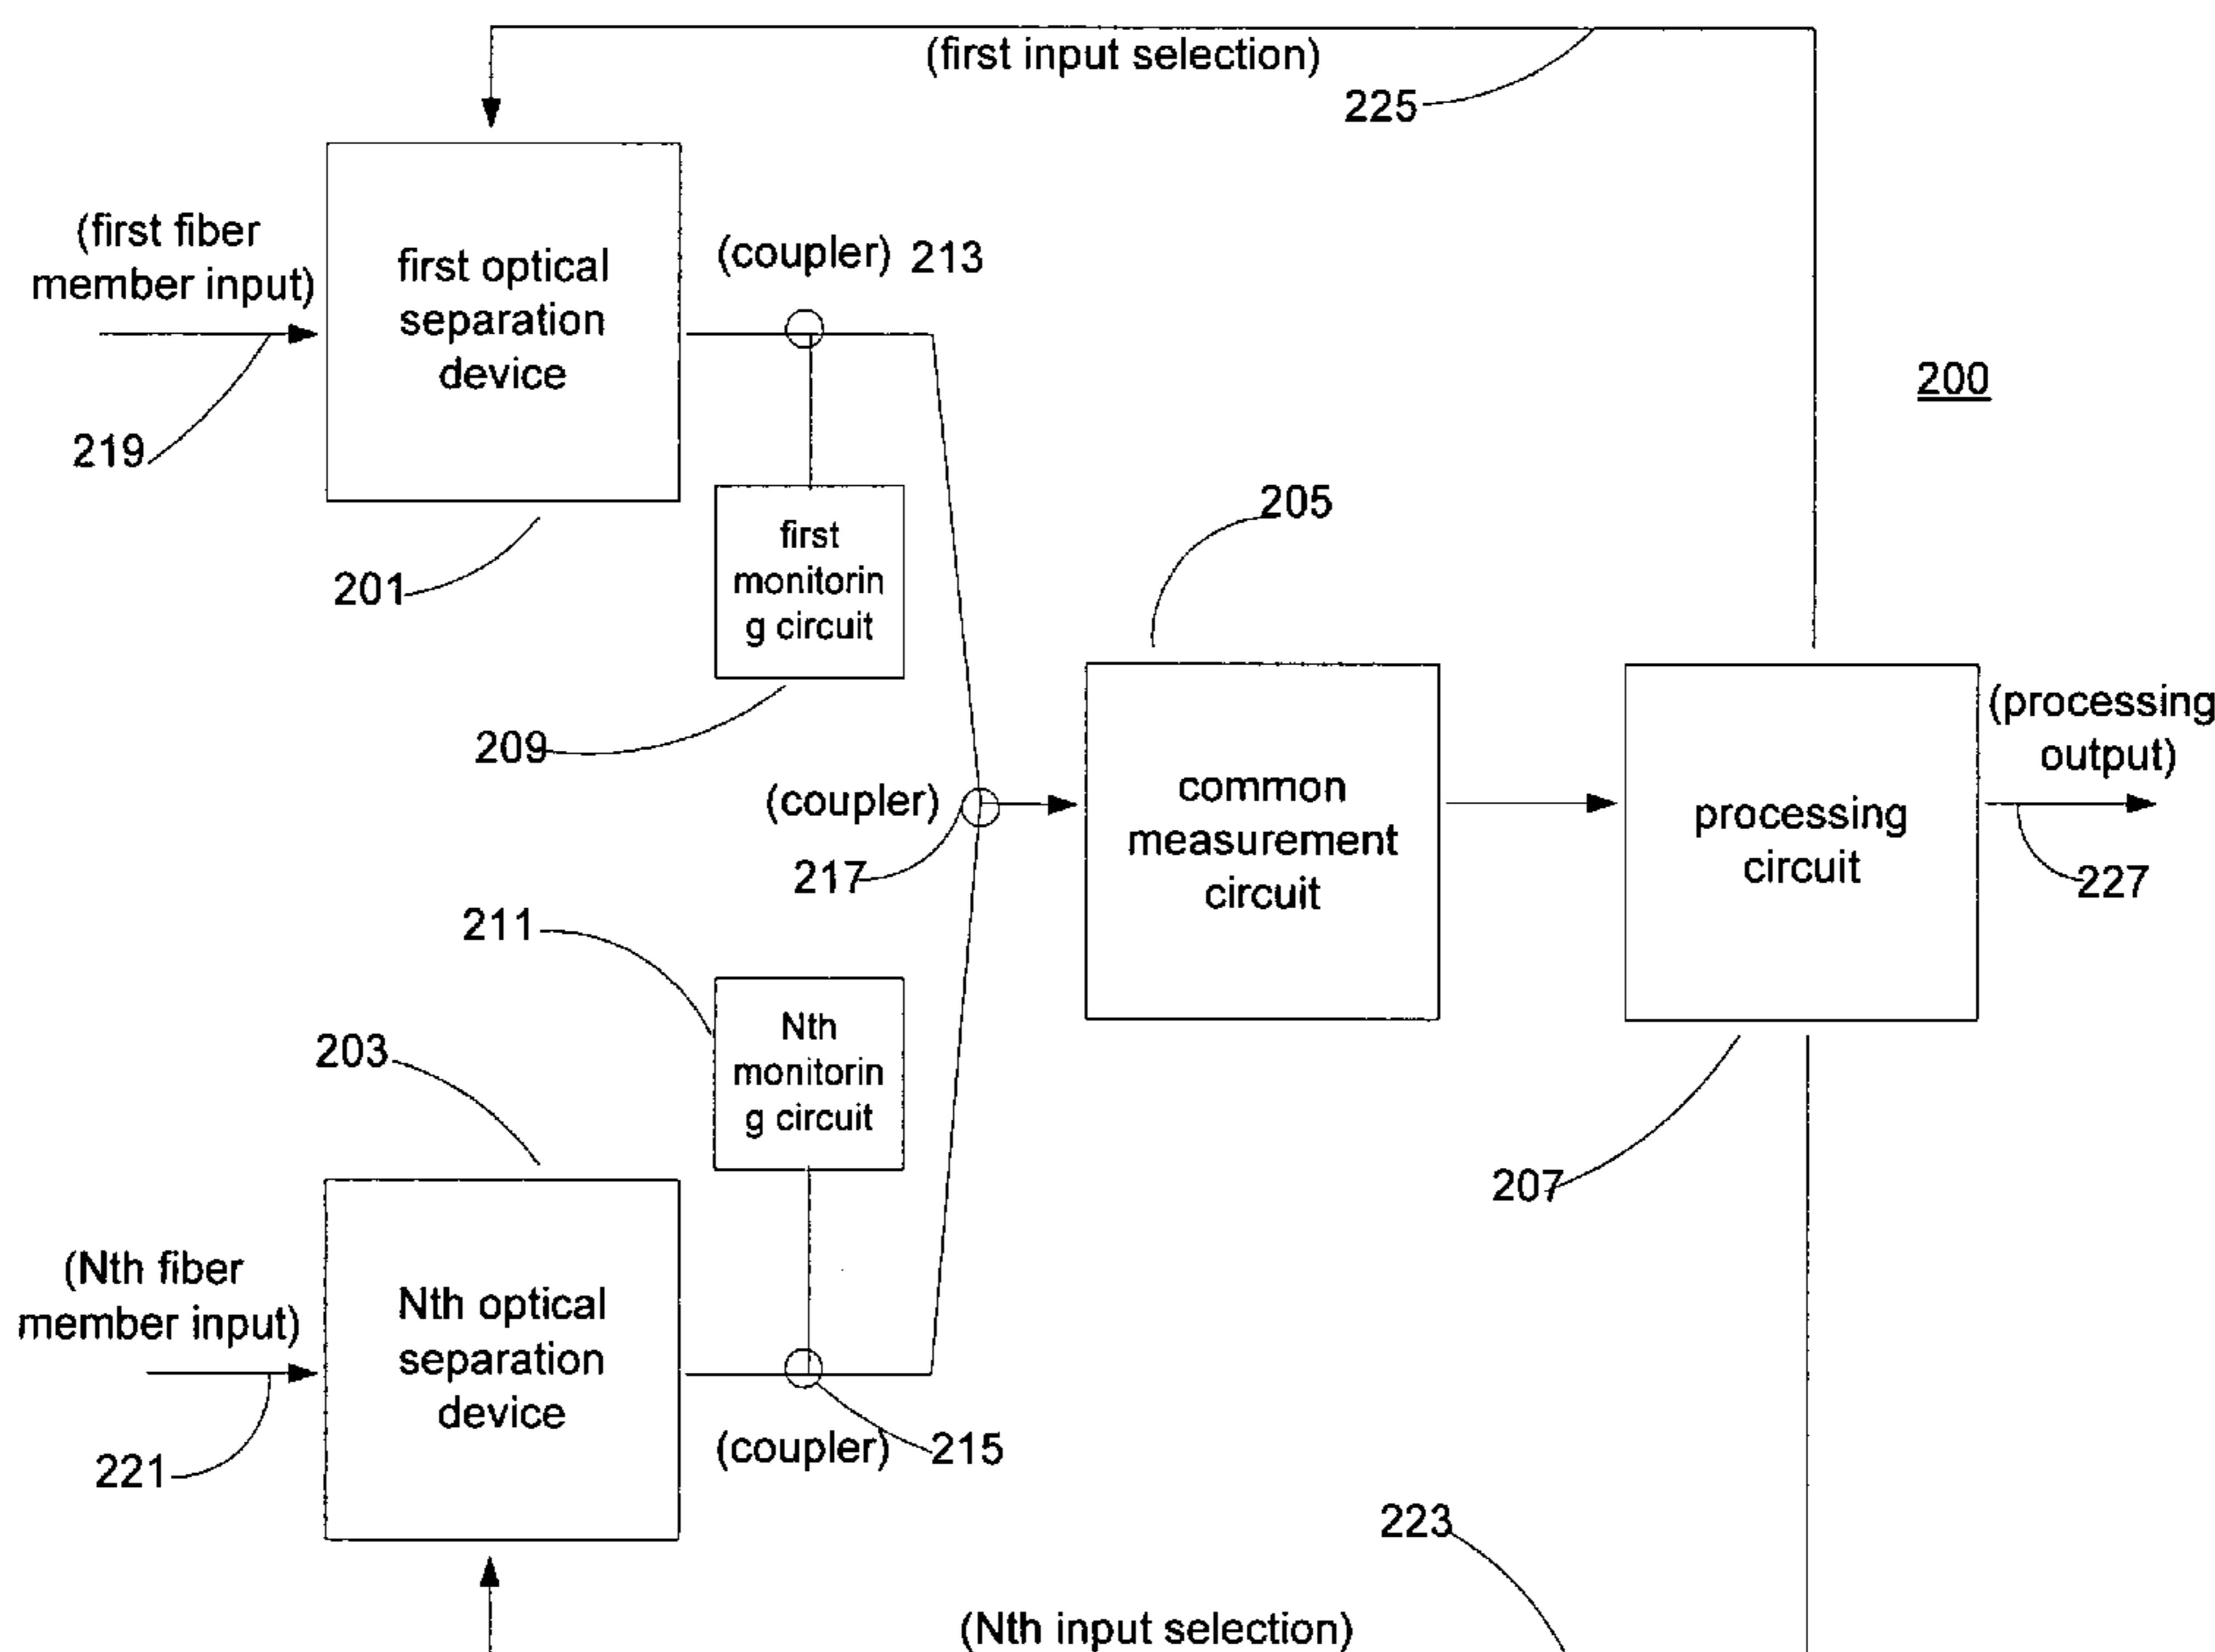 (first input selection)
225
(first fiber
member input)
219
first optical
separation
device
201
(coupler) 213
200
first
monitorin
g circuit
209
205
(coupler)
217
common
measurement
circuit
processing
circuit
(processing
output)
227
207
211
Nth
monitorin
g circuit
203
(Nth fiber
member input)
221
Nth optical
separation
device
(coupler)
215
223
(Nth input selection)